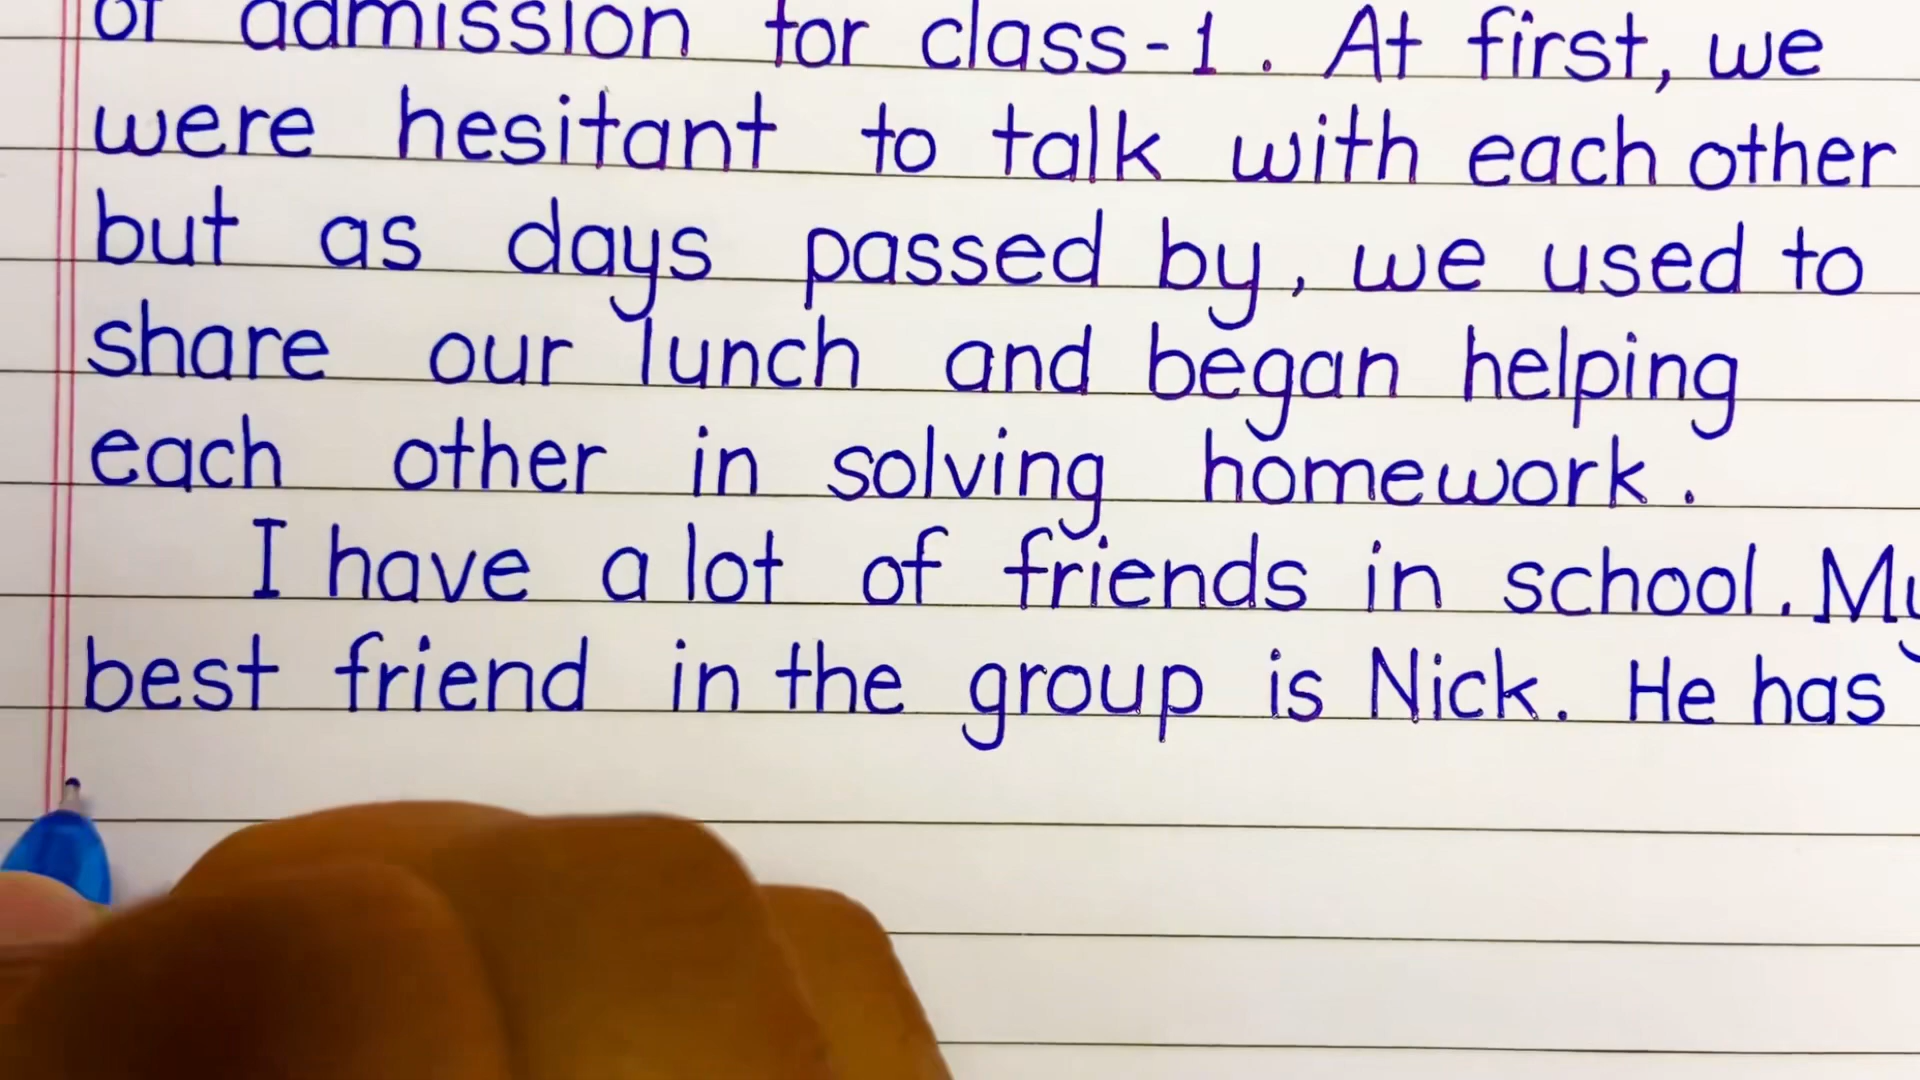 of admission for class-1. At first, we
were hesitant to talk with each other
but as days passed by, we used to
share our lunch and began helping
each other in solving homework.
I have a lot of friends in school. My
best friend in the group is Nick. He has